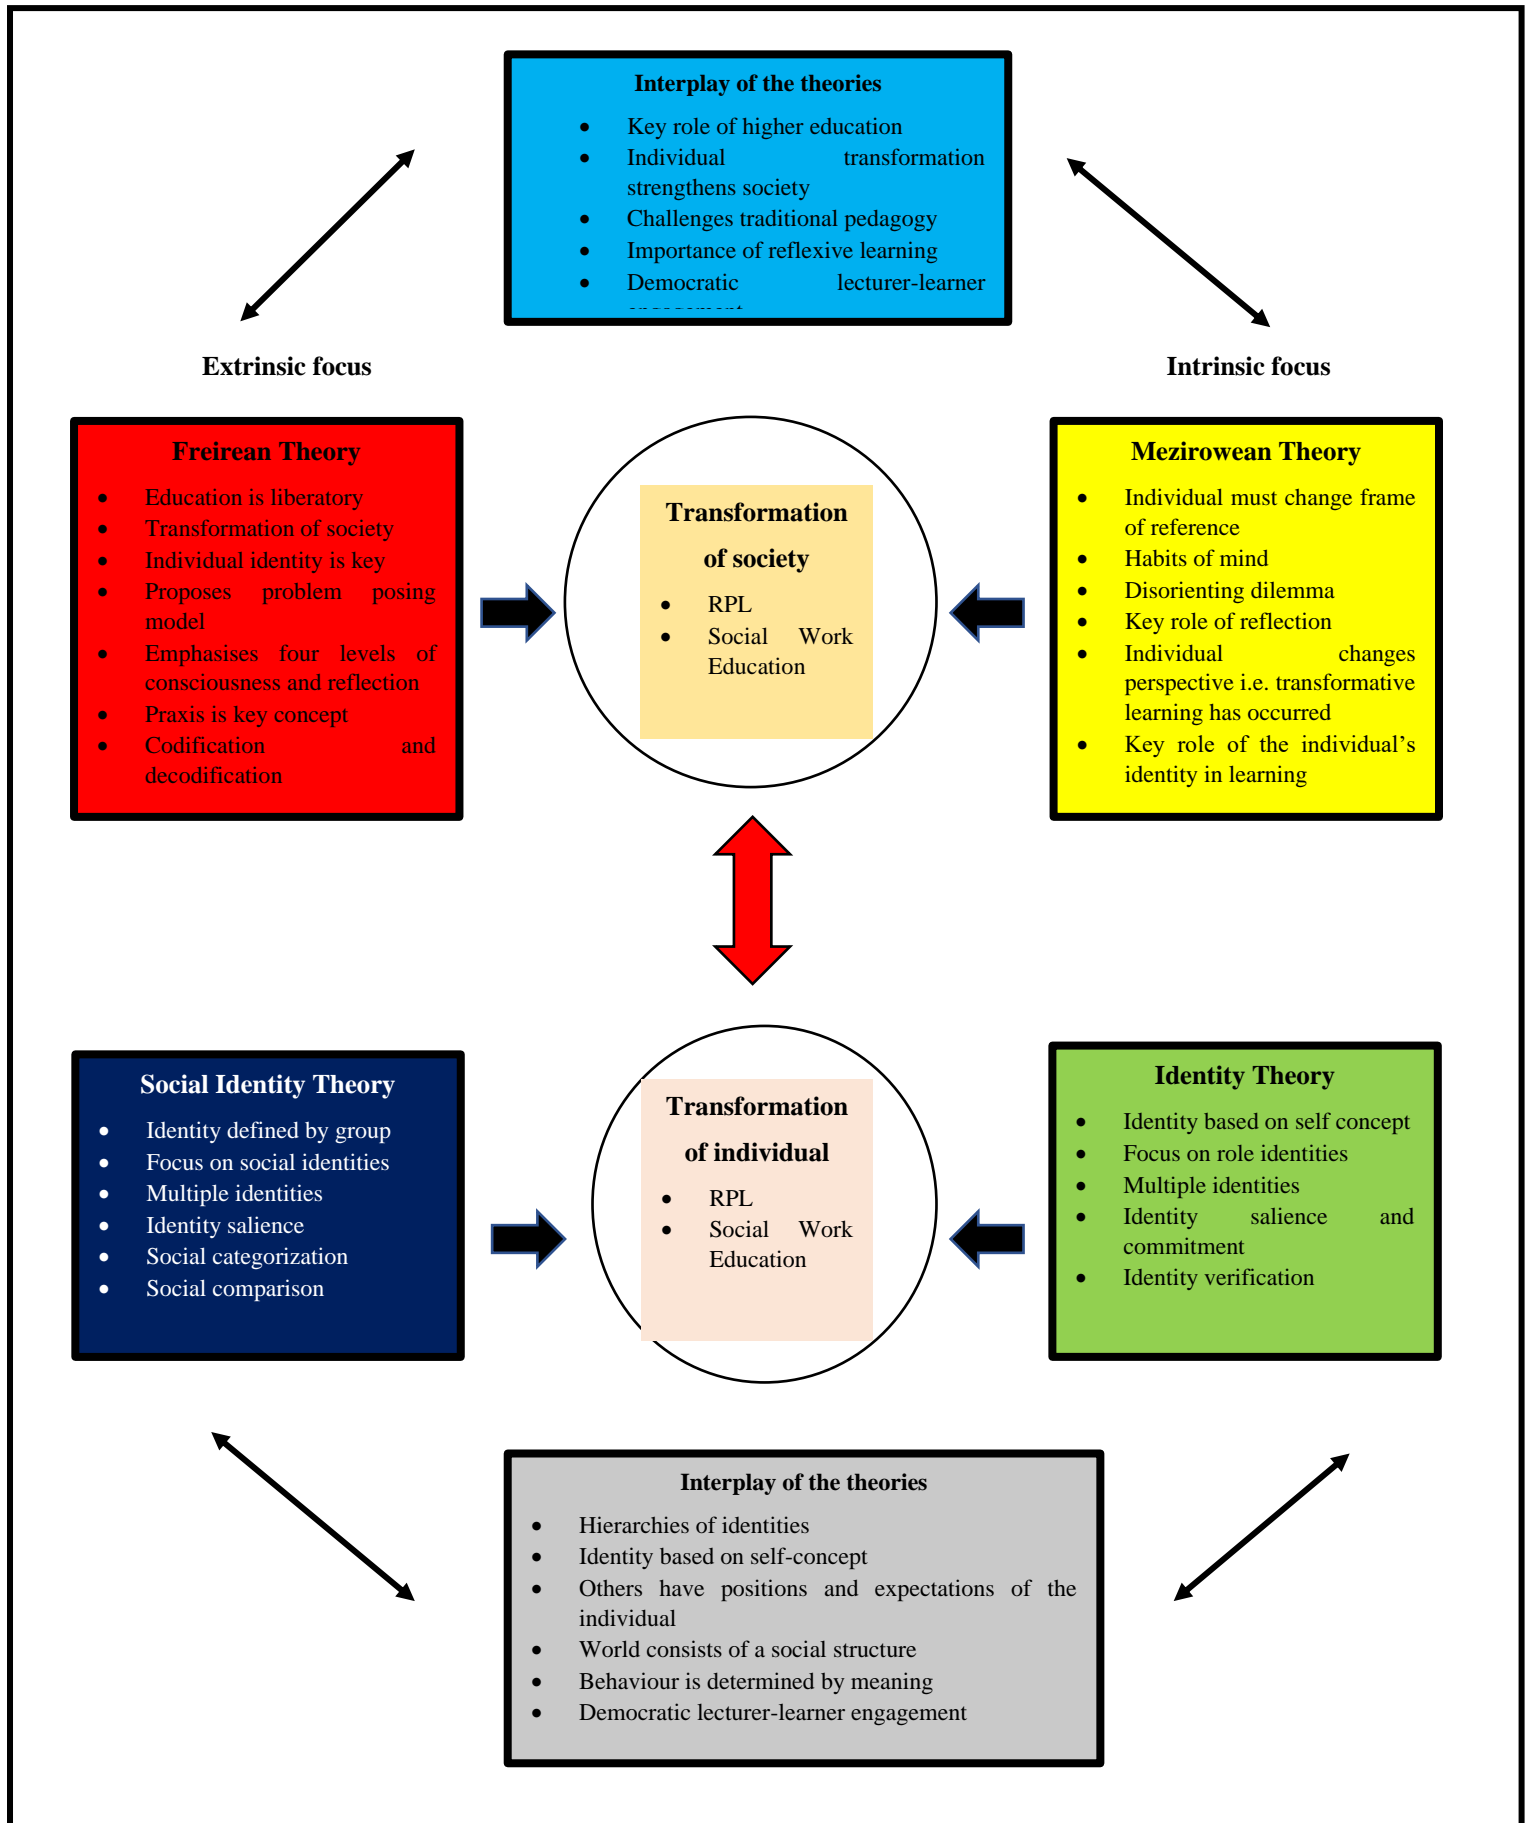 Interplay of the theories
• Key role of higher education
• Individual transformation
strengthens society
• Challenges traditional pedagogy
• Importance of reflexive learning
• Democratic lecturer-learner
Extrinsic focus
Intrinsic focus
Freirean Theory
• Education is liberatory
• Transformation of society
• Individual identity is key
• Proposes problem posing
model
• Emphasises four levels of
consciousness and reflection
• Praxis is key concept
• Codification and
decodification
Transformation
of society
• RPL
• Social Work
Education
Mezirowean Theory
• Individual must change frame
of reference
• Habits of mind
• Disorienting dilemma
• Key role of reflection
• Individual changes
perspective i.e. transformative
learning has occurred
• Key role of the individual’s
identity in learning
Social Identity Theory
• Identity defined by group
• Focus on social identities
• Multiple identities
• Identity salience
• Social categorization
• Social comparison
Transformation
of individual
• RPL
• Social Work
Education
Identity Theory
• Identity based on self concept
• Focus on role identities
• Multiple identities
• Identity salience and
commitment
• Identity verification
Interplay of the theories
• Hierarchies of identities
• Identity based on self-concept
• Others have positions and expectations of the
individual
• World consists of a social structure
• Behaviour is determined by meaning
• Democratic lecturer-learner engagement